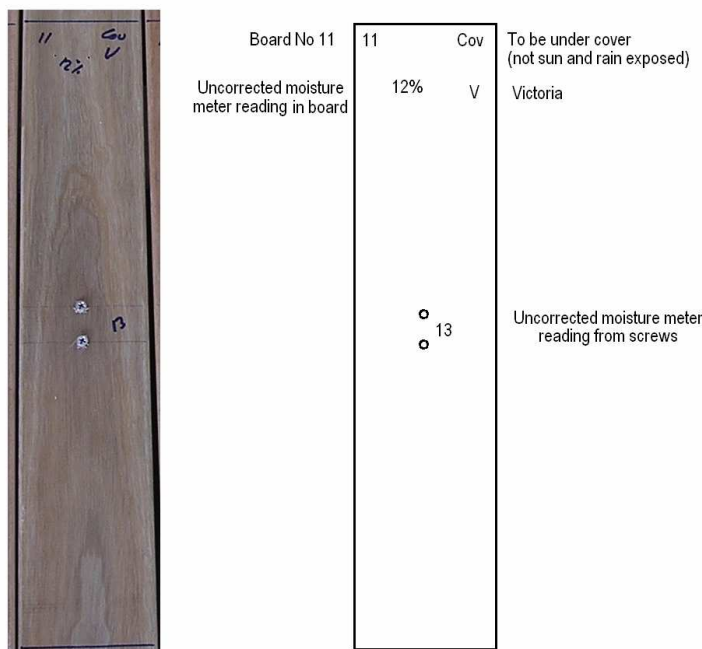 11 Cov
12% V
13
Board No 11
11 Cov
To be under cover
(not sun and rain exposed)
Uncorrected moisture
meter reading in board
12%
V
Victoria
13
Uncorrected moisture meter
reading from screws